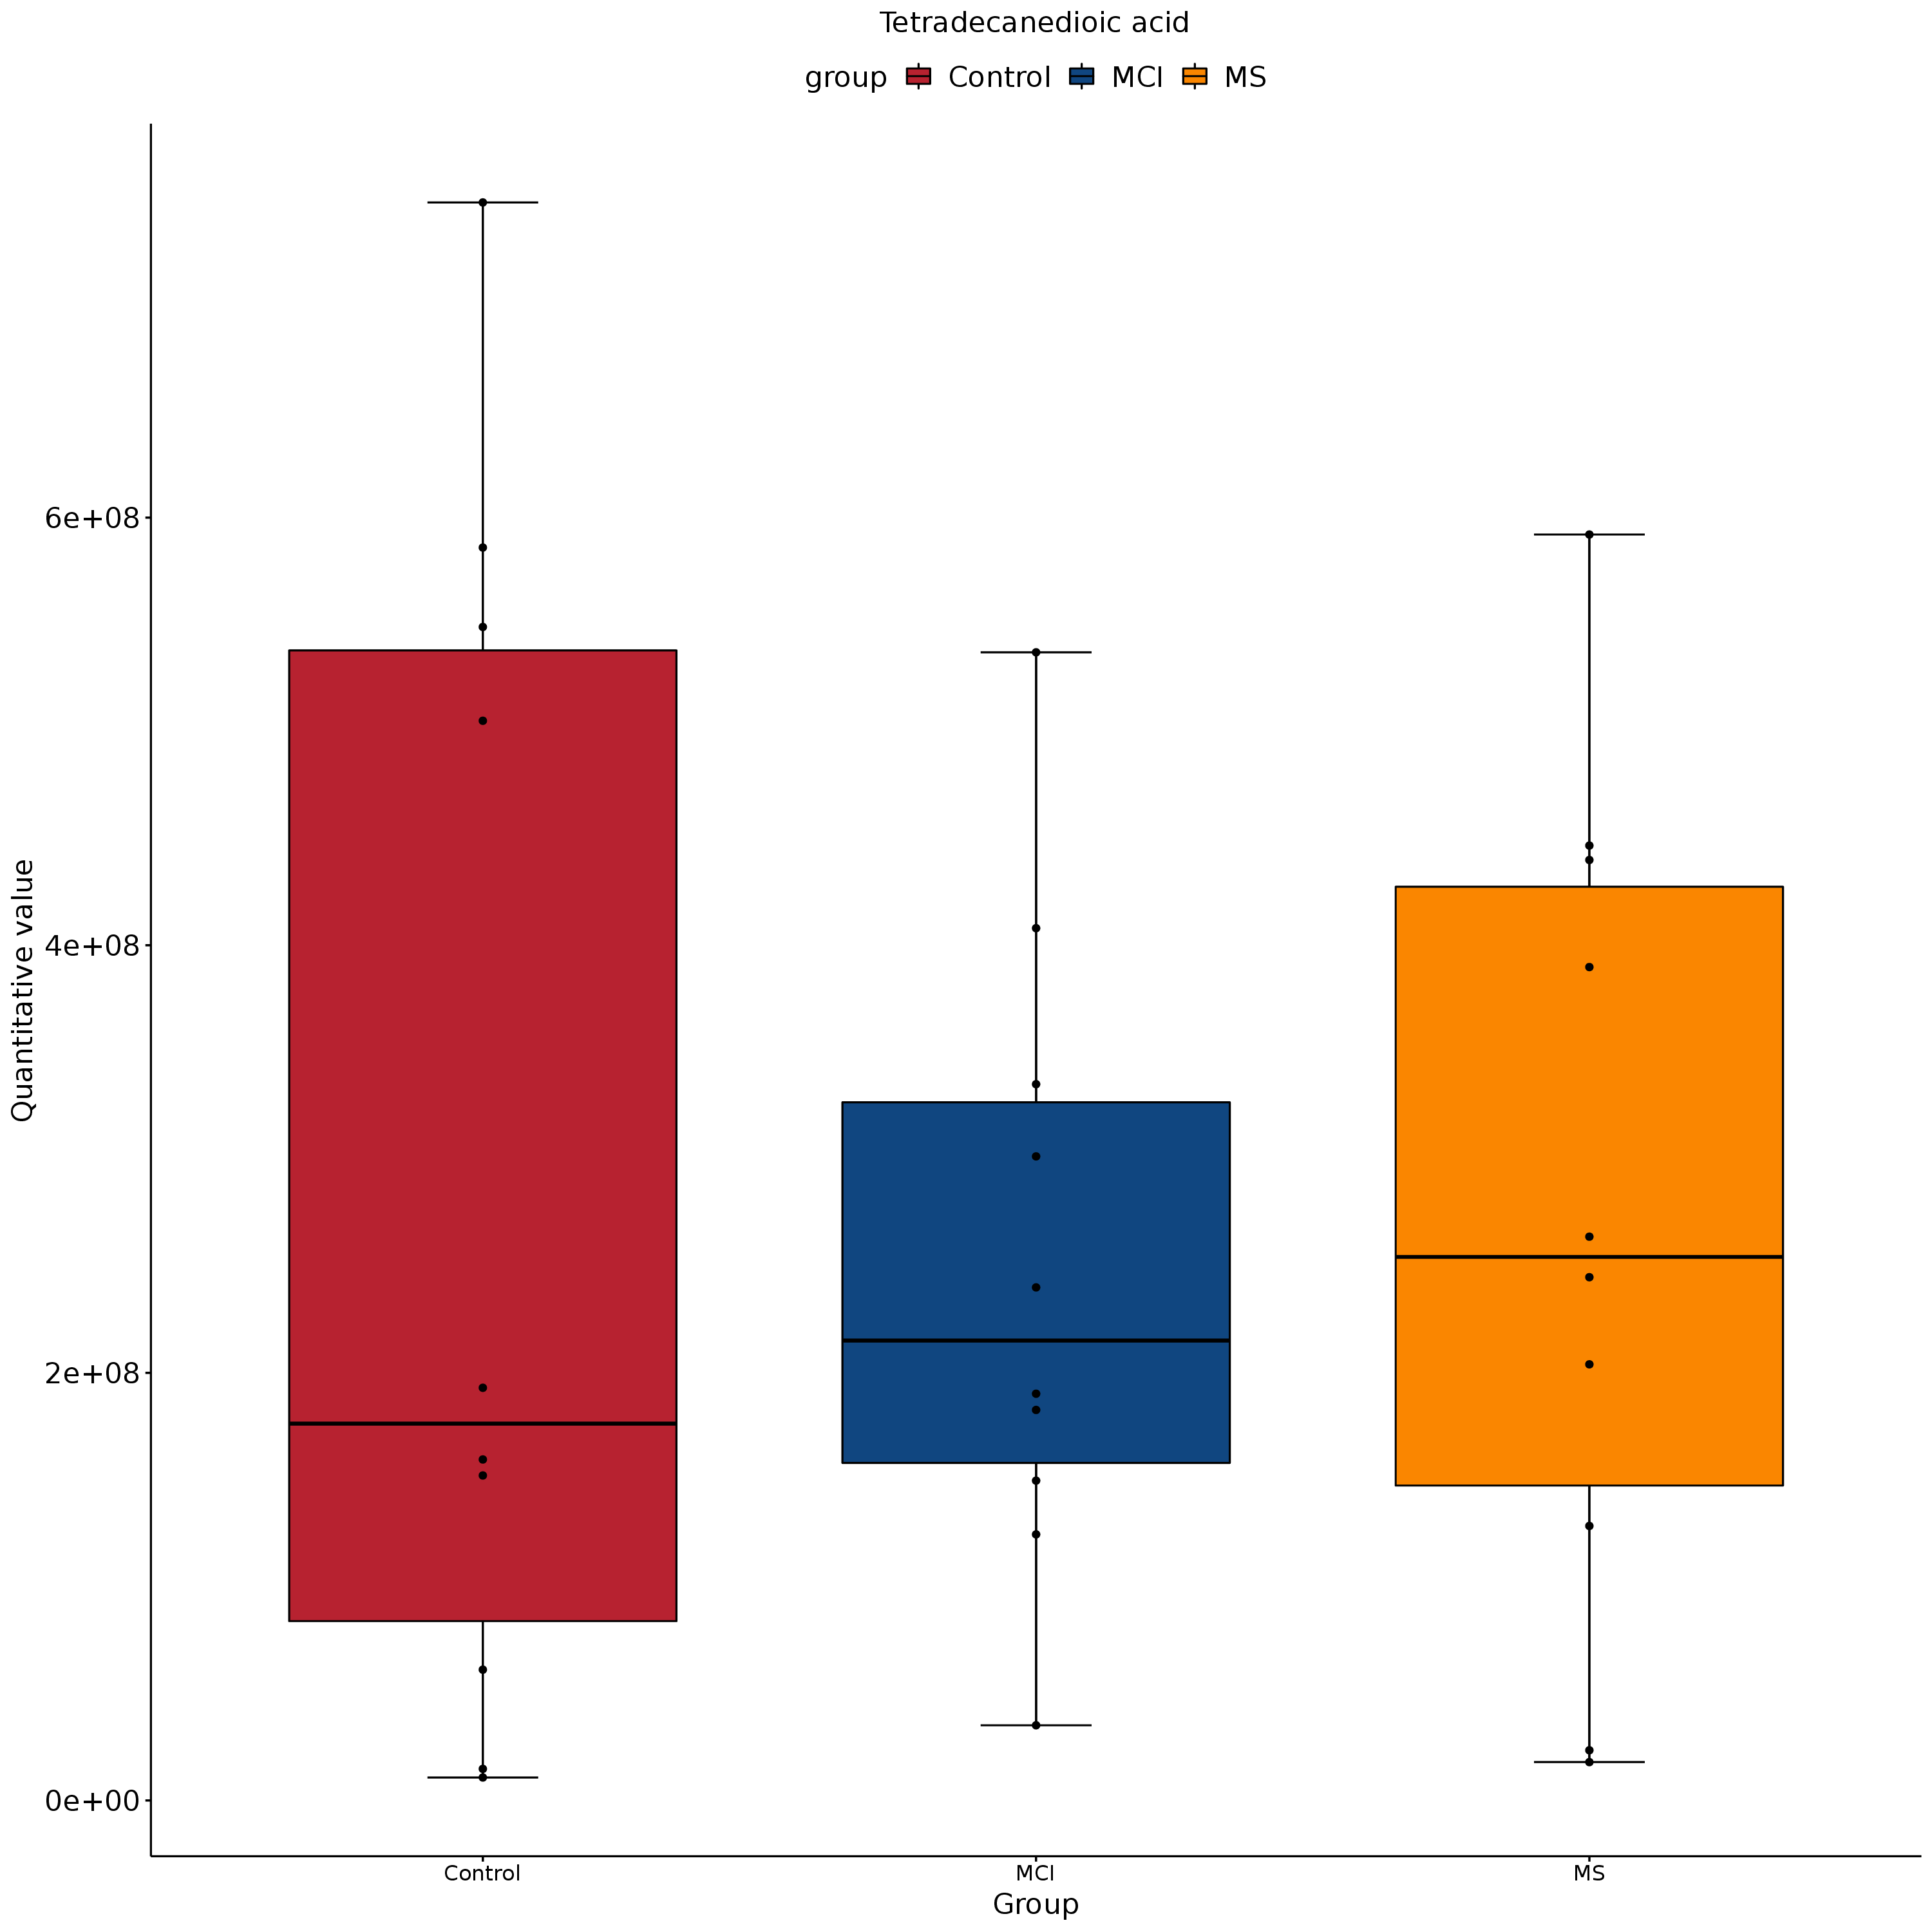 Tetradecanedioic acid
group Control MCI MS
Quantitative value
6e+08
4e+08
2e+08
0e+00
Control MCI MS
Group